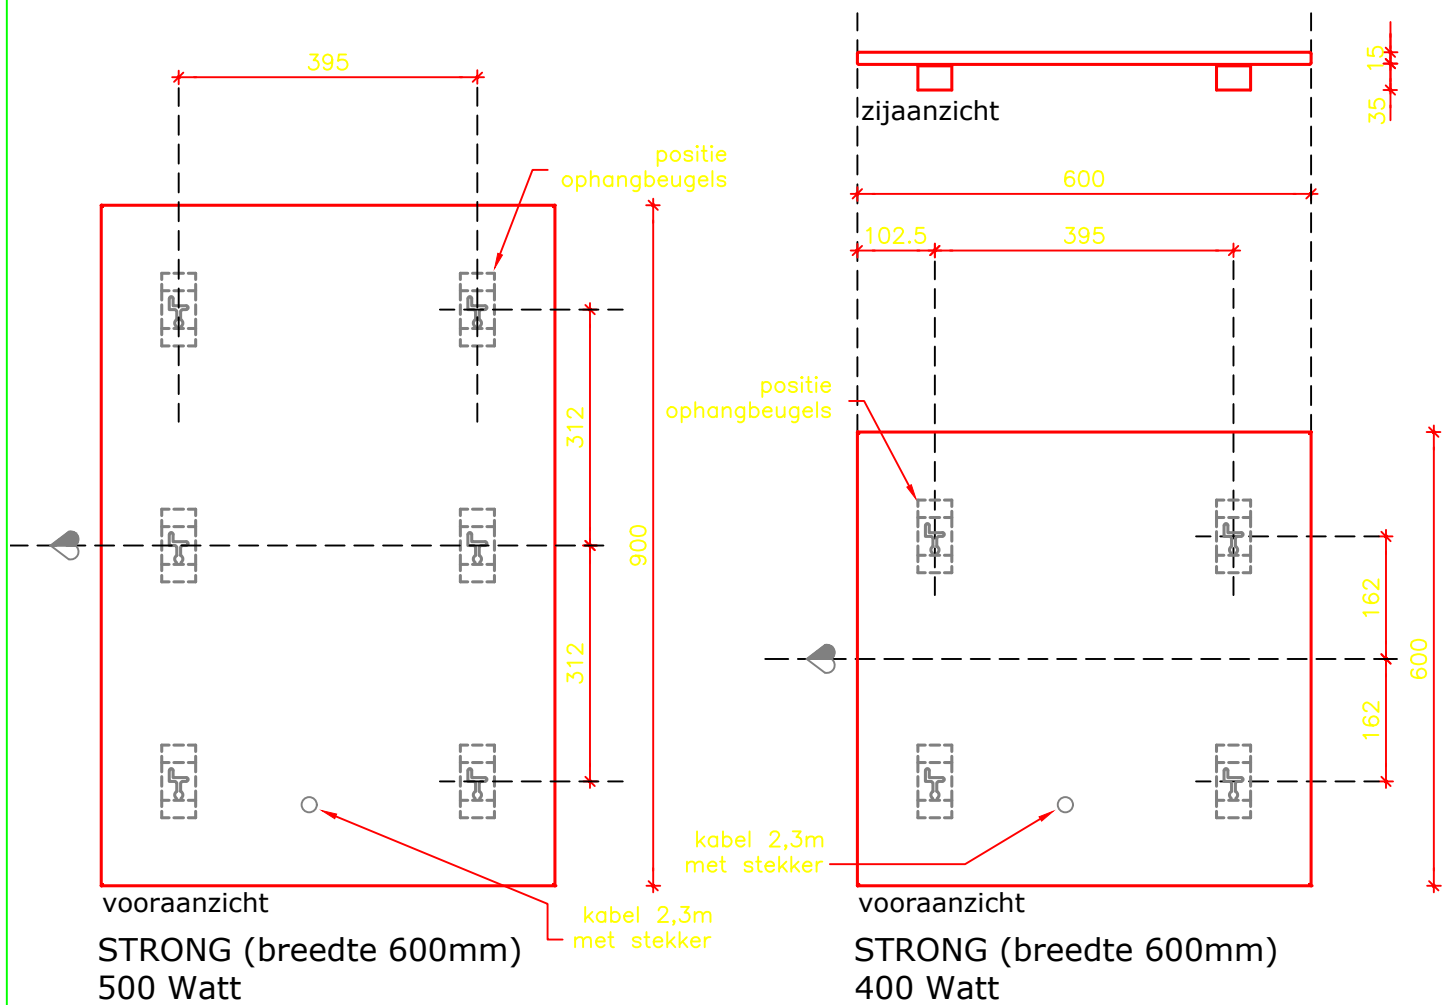 395
positie
ophangbeugels
312
900
312
vooraanzicht
kabel 2,3m
met stekker
STRONG (breedte 600mm)
500 Watt
15
35
zijaanzicht
600
102.5
395
positie
ophangbeugels
162
600
162
kabel 2,3m
met stekker
vooraanzicht
STRONG (breedte 600mm)
400 Watt